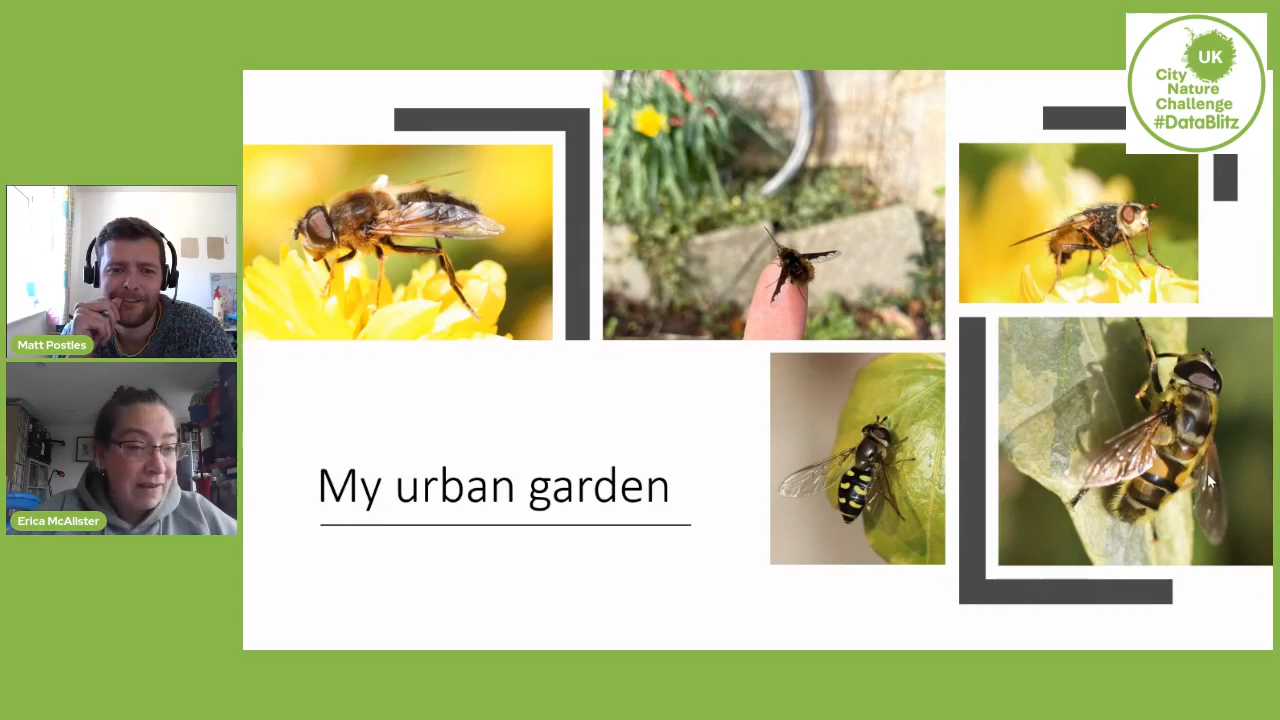 UK
City
Nature
Challenge
#DataBlitz
Matt Postles
Erica McAlister
My urban garden